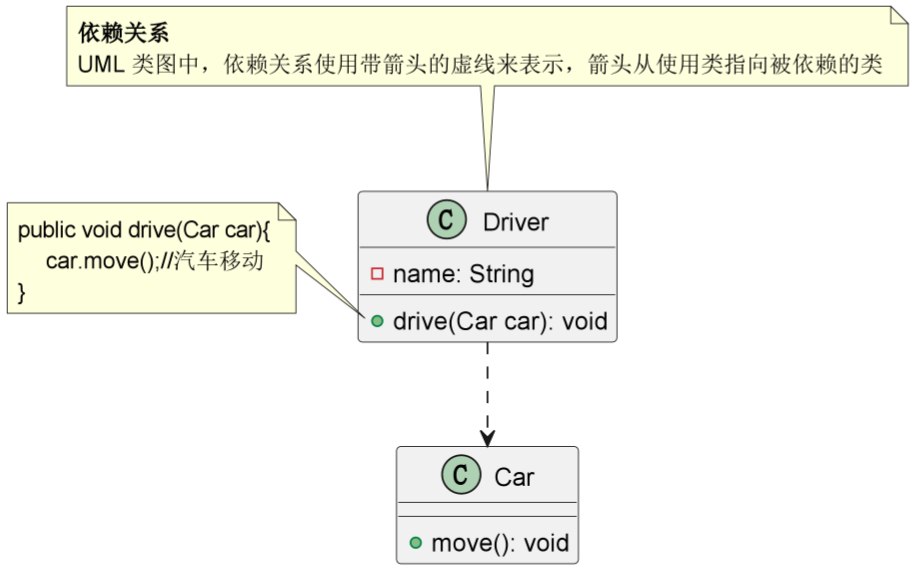 依赖关系
UML 类图中，依赖关系使用带箭头的虚线来表示，箭头从使用类指向被依赖的类
public void drive(Car car){
car.move();//汽车移动
}
C Driver
name: String
drive(Car car): void
C Car
move(): void